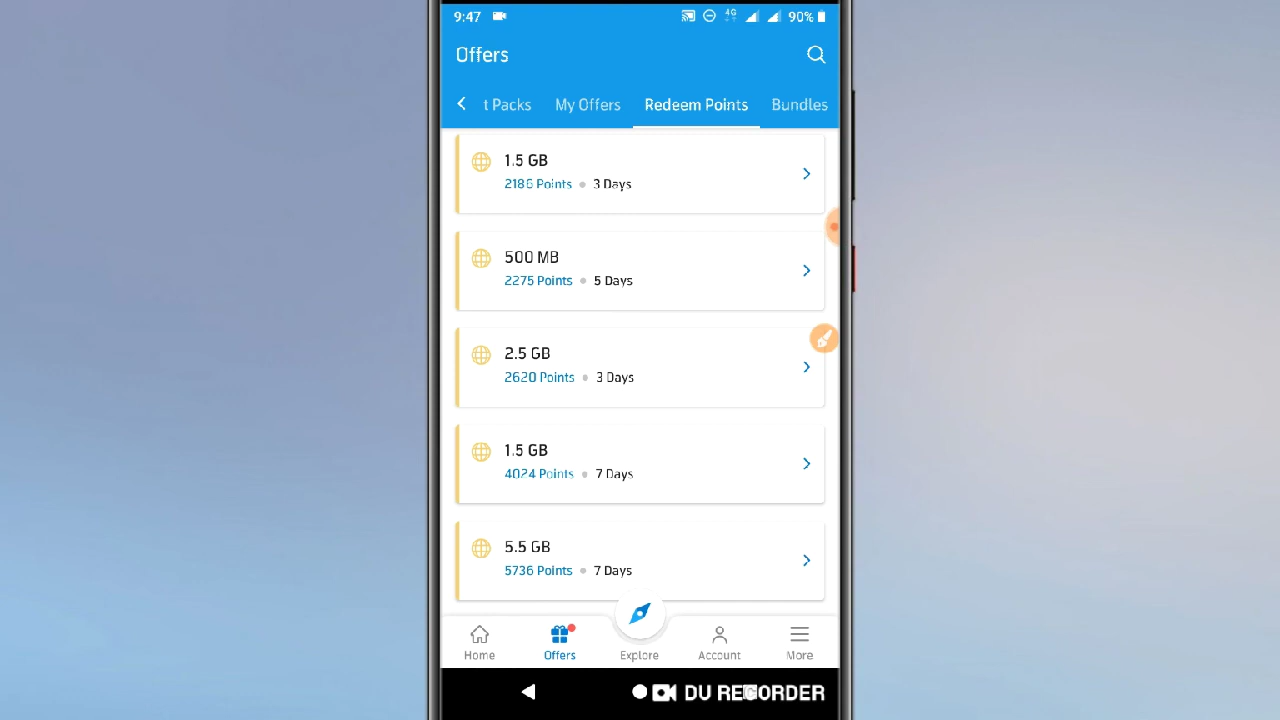 9:47 4G 90%
Offers
t Packs My Offers Redeem Points Bundles
1.5 GB
2186 Points 3 Days
500 MB
2275 Points 5 Days
2.5 GB
2620 Points 3 Days
1.5 GB
4024 Points 7 Days
5.5 GB
5736 Points 7 Days
Home Offers Explore Account More
DU RECORDER